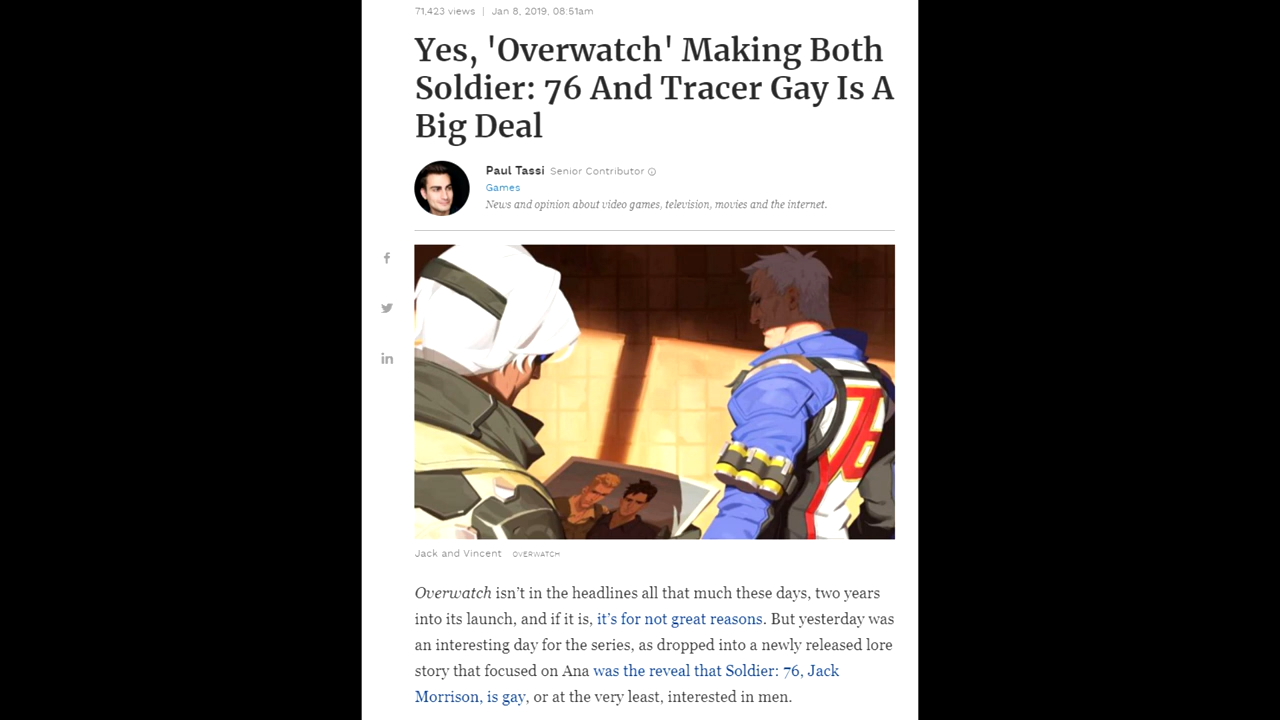 71,423 views | Jan 8, 2019, 08:51am
Yes, 'Overwatch' Making Both
Soldier: 76 And Tracer Gay Is A
Big Deal
Paul Tassi Senior Contributor
Games
News and opinion about video games, television, movies and the internet.
76
Jack and Vincent OVERWATCH
Overwatch isn’t in the headlines all that much these days, two years
into its launch, and if it is, it’s for not great reasons. But yesterday was
an interesting day for the series, as dropped into a newly released lore
story that focused on Ana was the reveal that Soldier: 76, Jack
Morrison, is gay, or at the very least, interested in men.